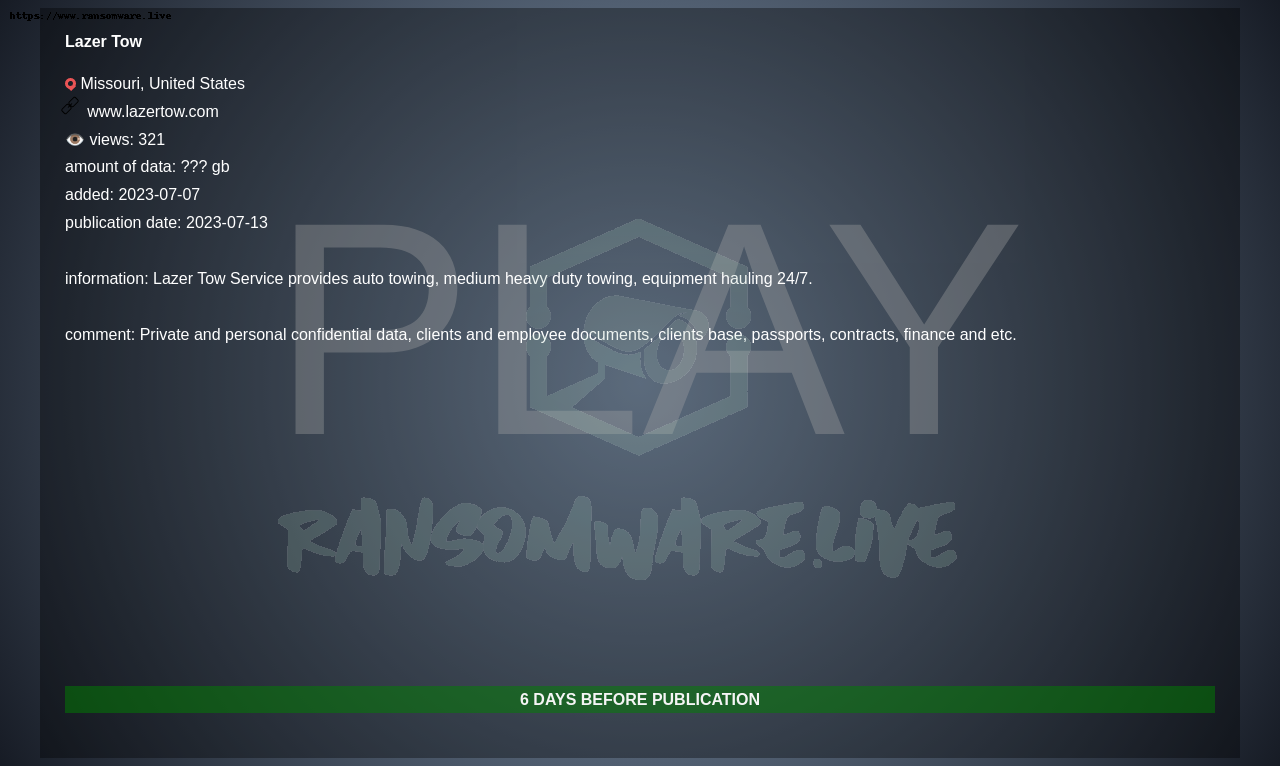 https://www.ransomware.live
Lazer Tow
Missouri, United States
www.lazertow.com
views: 321
amount of data: ??? gb
added: 2023-07-07
publication date: 2023-07-13
PLAY
information: Lazer Tow Service provides auto towing, medium heavy duty towing, equipment hauling 24/7.
comment: Private and personal confidential data, clients and employee documents, clients base, passports, contracts, finance and etc.
RANSOMWARE.LIVE
6 DAYS BEFORE PUBLICATION